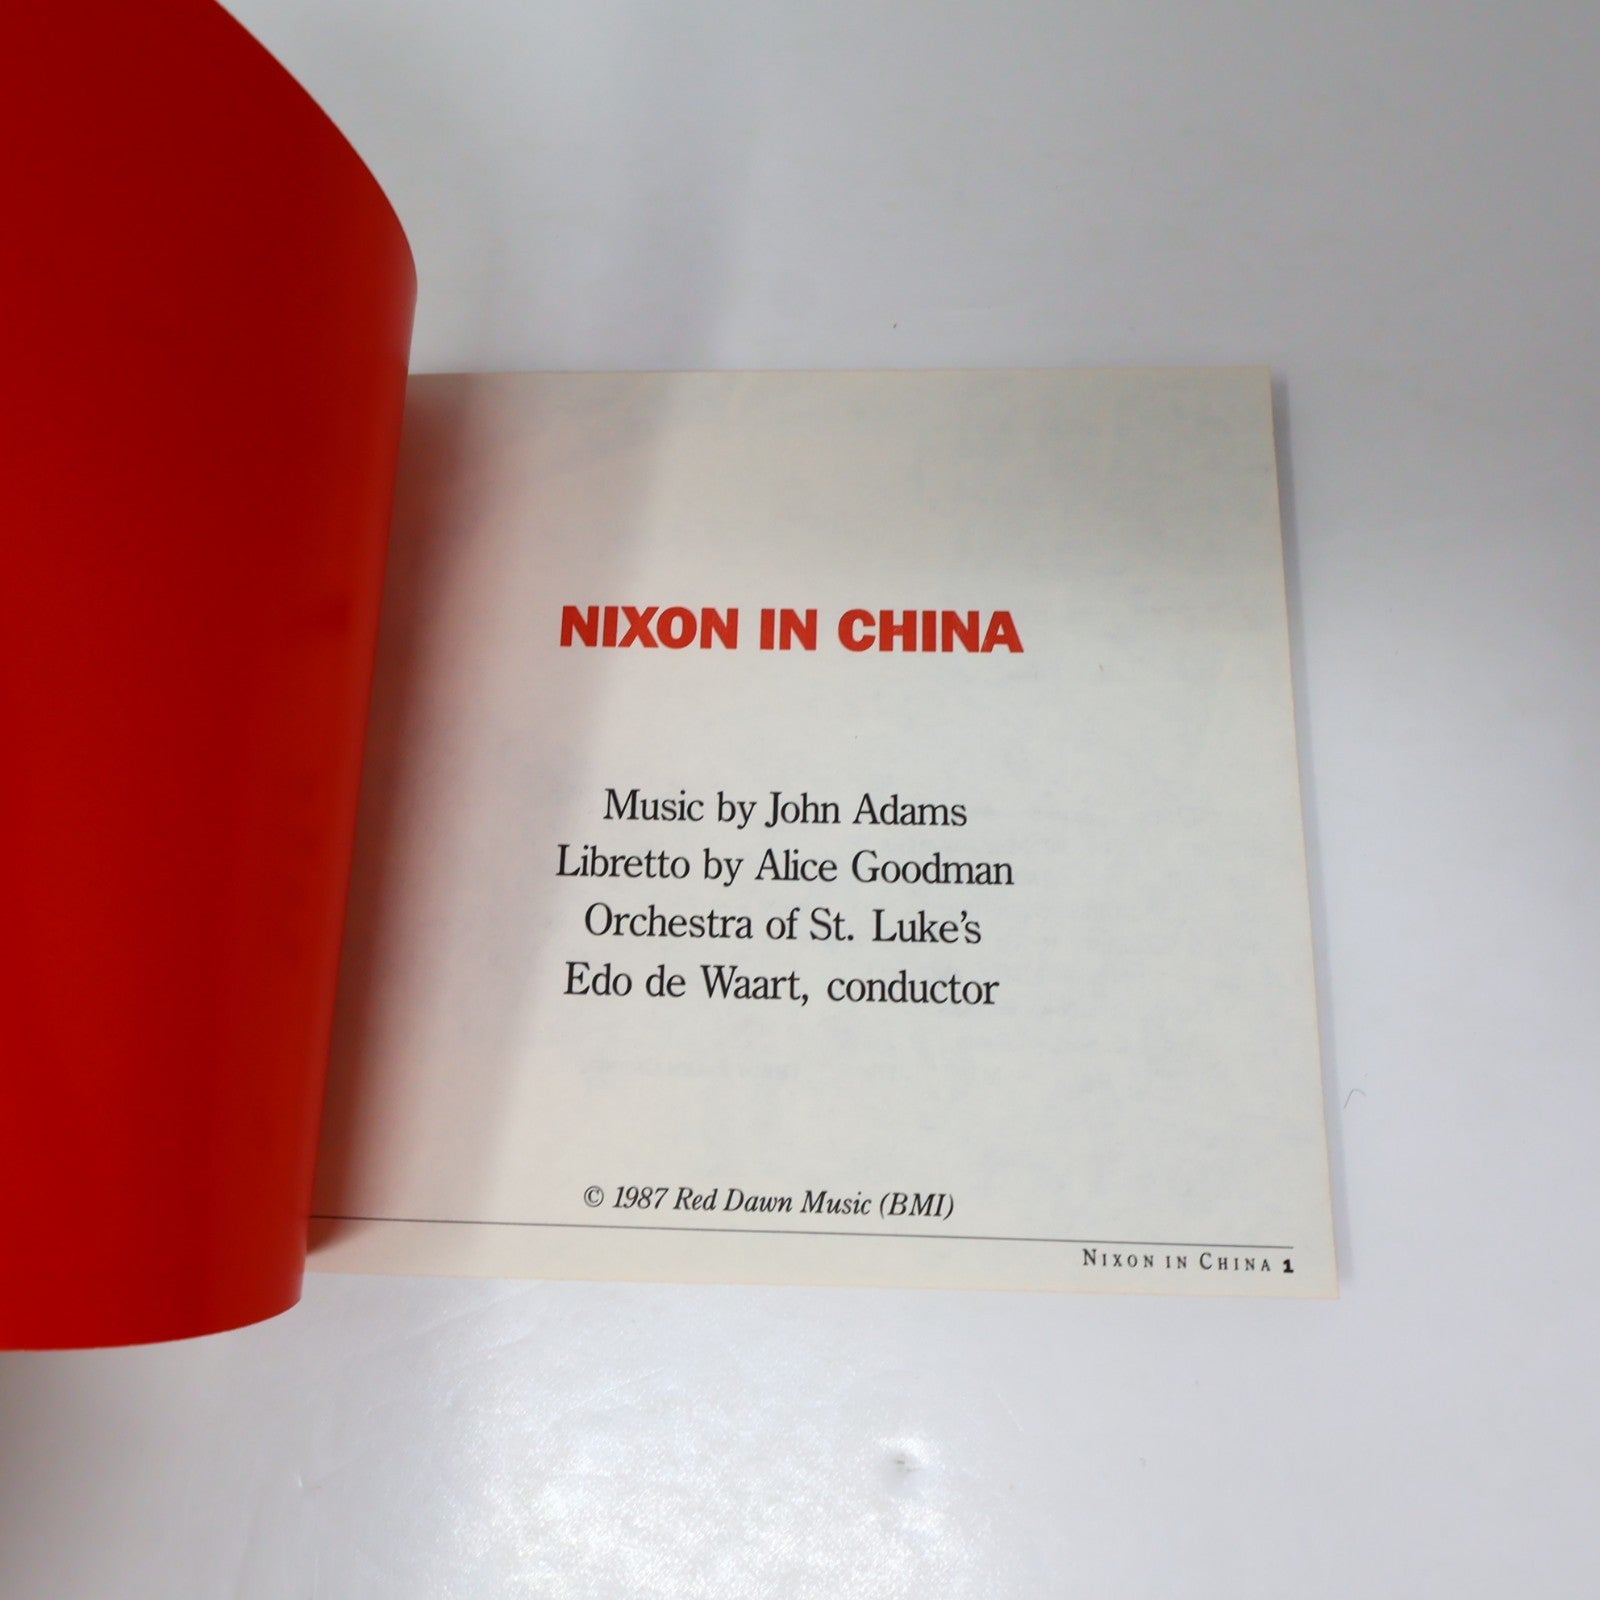 NIXON IN CHINA
Music by John Adams
Libretto by Alice Goodman
Orchestra of St. Luke's
Edo de Waart, conductor
© 1987 Red Dawn Music (BMI)
NIXON IN CHINA 1